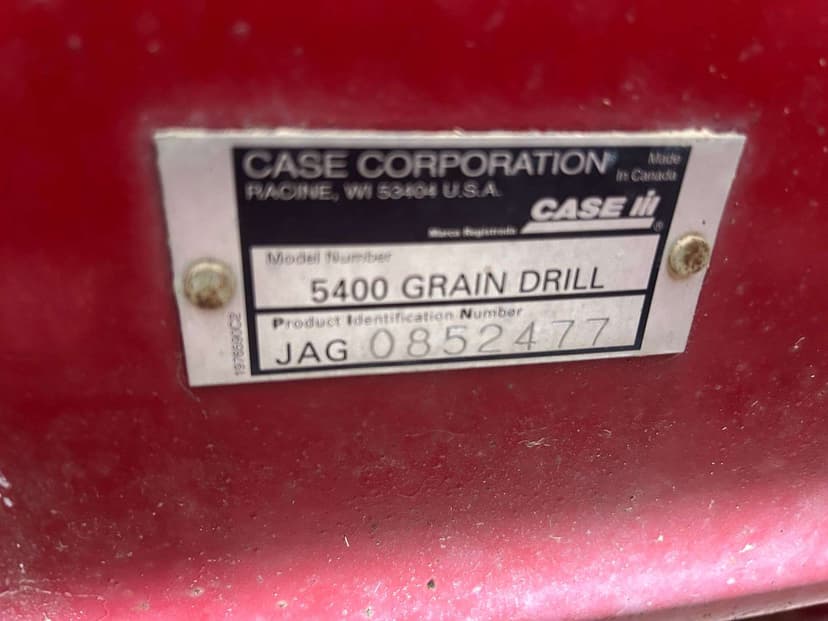 CASE CORPORATION
RACINE, WI 53404 U.S.A.
Made
In Canada
CASE IH
®
Marca Registrada
Model Number
5400 GRAIN DRILL
Product Identification Number
JAG 0852477